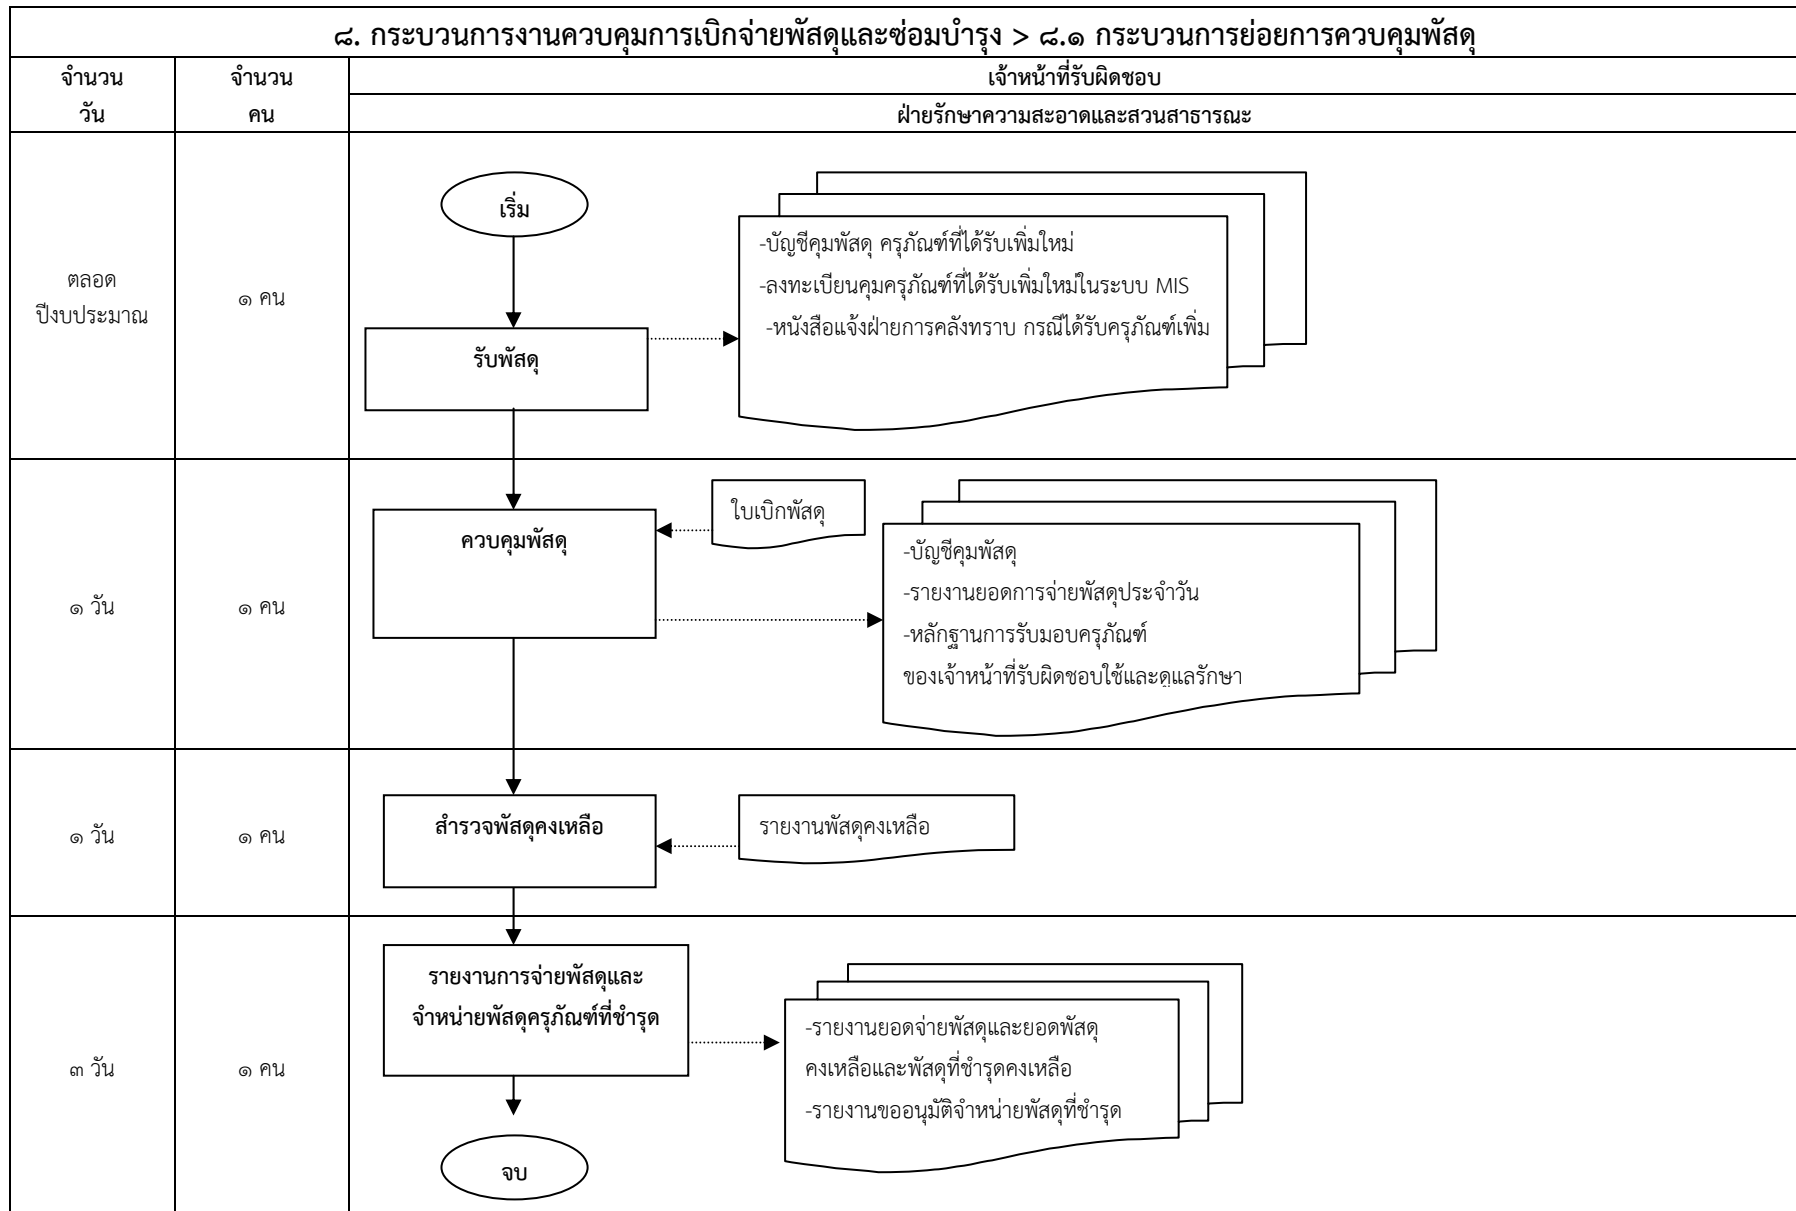 ๘. กระบวนการงานควบคุมการเบิกจ่ายพัสดุและซ่อมบำรุง > ๘.๑ กระบวนการย่อยการควบคุมพัสดุ
จำนวน
วัน
จำนวน
คน
เจ้าหน้าที่รับผิดชอบ
ฝ่ายรักษาความสะอาดและสวนสาธารณะ
ตลอด
ปีงบประมาณ
๑ คน
เริ่ม
รับพัสดุ
-บัญชีคุมพัสดุ ครุภัณฑ์ที่ได้รับเพิ่มใหม่
-ลงทะเบียนคุมครุภัณฑ์ที่ได้รับเพิ่มใหม่ในระบบ MIS
-หนังสือแจ้งฝ่ายการคลังทราบ กรณีได้รับครุภัณฑ์เพิ่ม
๑ วัน
๑ คน
ควบคุมพัสดุ
ใบเบิกพัสดุ
-บัญชีคุมพัสดุ
-รายงานยอดการจ่ายพัสดุประจำวัน
-หลักฐานการรับมอบครุภัณฑ์
ของเจ้าหน้าที่รับผิดชอบใช้และดูแลรักษา
๑ วัน
๑ คน
สำรวจพัสดุคงเหลือ
รายงานพัสดุคงเหลือ
๓ วัน
๑ คน
รายงานการจ่ายพัสดุและ
จำหน่ายพัสดุครุภัณฑ์ที่ชำรุด
-รายงานยอดจ่ายพัสดุและยอดพัสดุ
คงเหลือและพัสดุที่ชำรุดคงเหลือ
-รายงานขออนุมัติจำหน่ายพัสดุที่ชำรุด
จบ